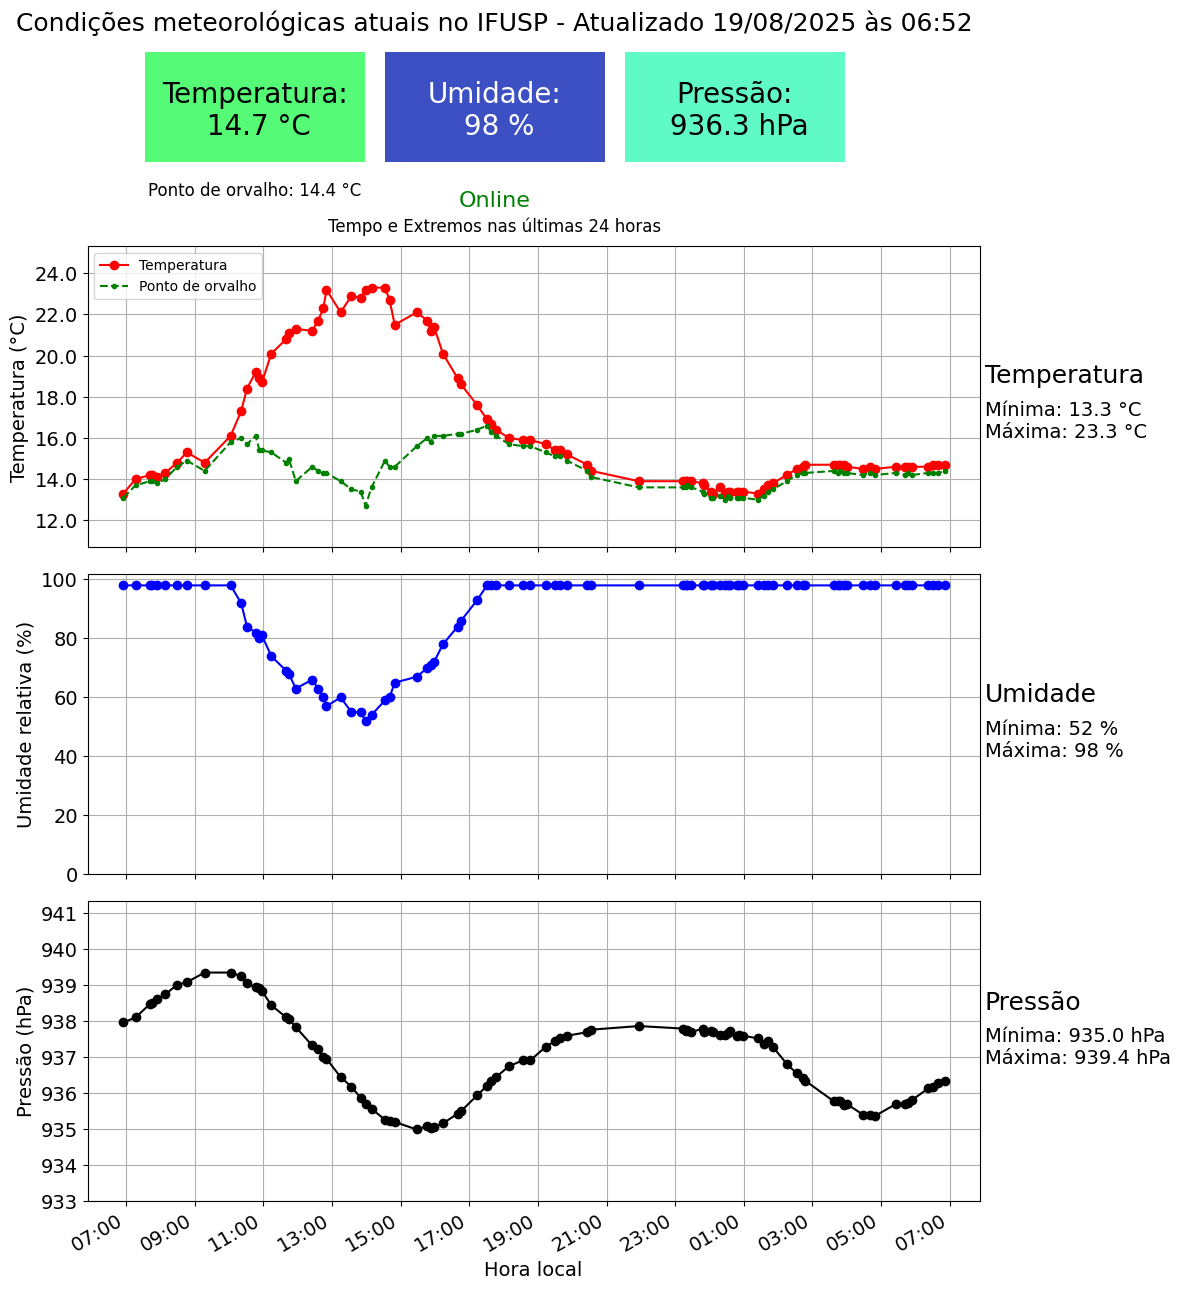 Condições meteorológicas atuais no IFUSP - Atualizado 19/08/2025 às 06:52
Temperatura:
14.7 °C
Umidade:
98 %
Pressão:
936.3 hPa
Ponto de orvalho: 14.4 °C
Online
Tempo e Extremos nas últimas 24 horas
Temperatura
Ponto de orvalho
Temperatura (°C)
24.0
22.0
20.0
18.0
16.0
14.0
12.0
Temperatura
Mínima: 13.3 °C
Máxima: 23.3 °C
Umidade relativa (%)
100
80
60
40
20
0
Umidade
Mínima: 52 %
Máxima: 98 %
Pressão (hPa)
941
940
939
938
937
936
935
934
933
Pressão
Mínima: 935.0 hPa
Máxima: 939.4 hPa
07:00
09:00
11:00
13:00
15:00
17:00
19:00
21:00
23:00
01:00
03:00
05:00
07:00
Hora local